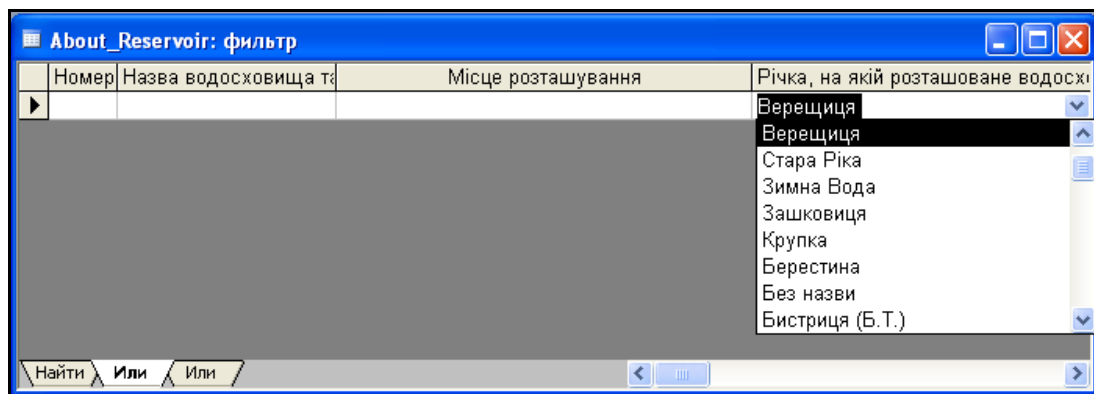 About_Reservoir: фильтр
Номер Назва водосховища та Місце розташування Річка, на якій розташоване водосх
Верещиця
Верещиця
Стара Ріка
Зимна Вода
Зашковиця
Крупка
Берестина
Без назви
Бистриця (Б.Т.)
Найти Или Или